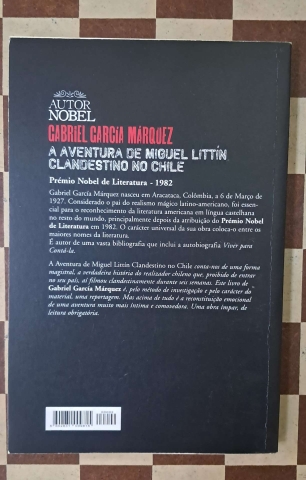 AUTOR
NOBEL
GABRIEL GARCÍA MÁRQUEZ
A AVENTURA DE MIGUEL LITTÍN
CLANDESTINO NO CHILE
Prémio Nobel de Literatura - 1982
Gabriel García Márquez nasceu em Aracataca, Colômbia, a 6 de Março de
1927. Considerado o pai do realismo mágico latino-americano, foi essen-
cial para o reconhecimento da literatura americana em língua castelhana
no resto do mundo, principalmente depois da atribuição do Prémio Nobel
de Literatura em 1982. O carácter universal da sua obra coloca-o entre os
maiores nomes da literatura.
É autor de uma vasta bibliografia que inclui a autobiografia Viver para
Contá-la.
A Aventura de Miguel Littín Clandestino no Chile conta-nos de uma forma
magistral, a verdadeira história do realizador chileno que, proibido de entrar
no seu país, aí filmou clandestinamente durante seis semanas. Este livro de
Gabriel García Márquez é, pelo método de investigação e pelo carácter do
material, uma reportagem. Mas acima de tudo é a reconstituição emocional
de uma aventura muito mais íntima e comovedora. Uma obra ímpar, de
leitura obrigatória.